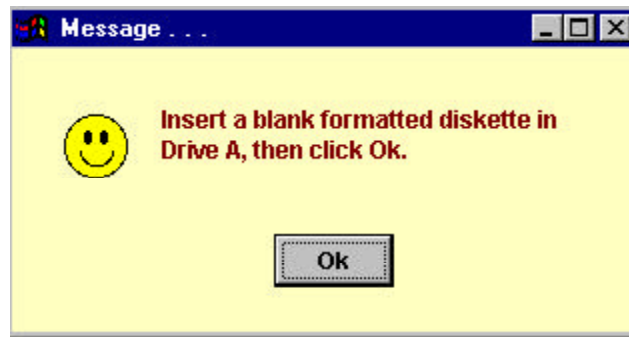 Message . . .
Insert a blank formatted diskette in
Drive A, then click Ok.
Ok